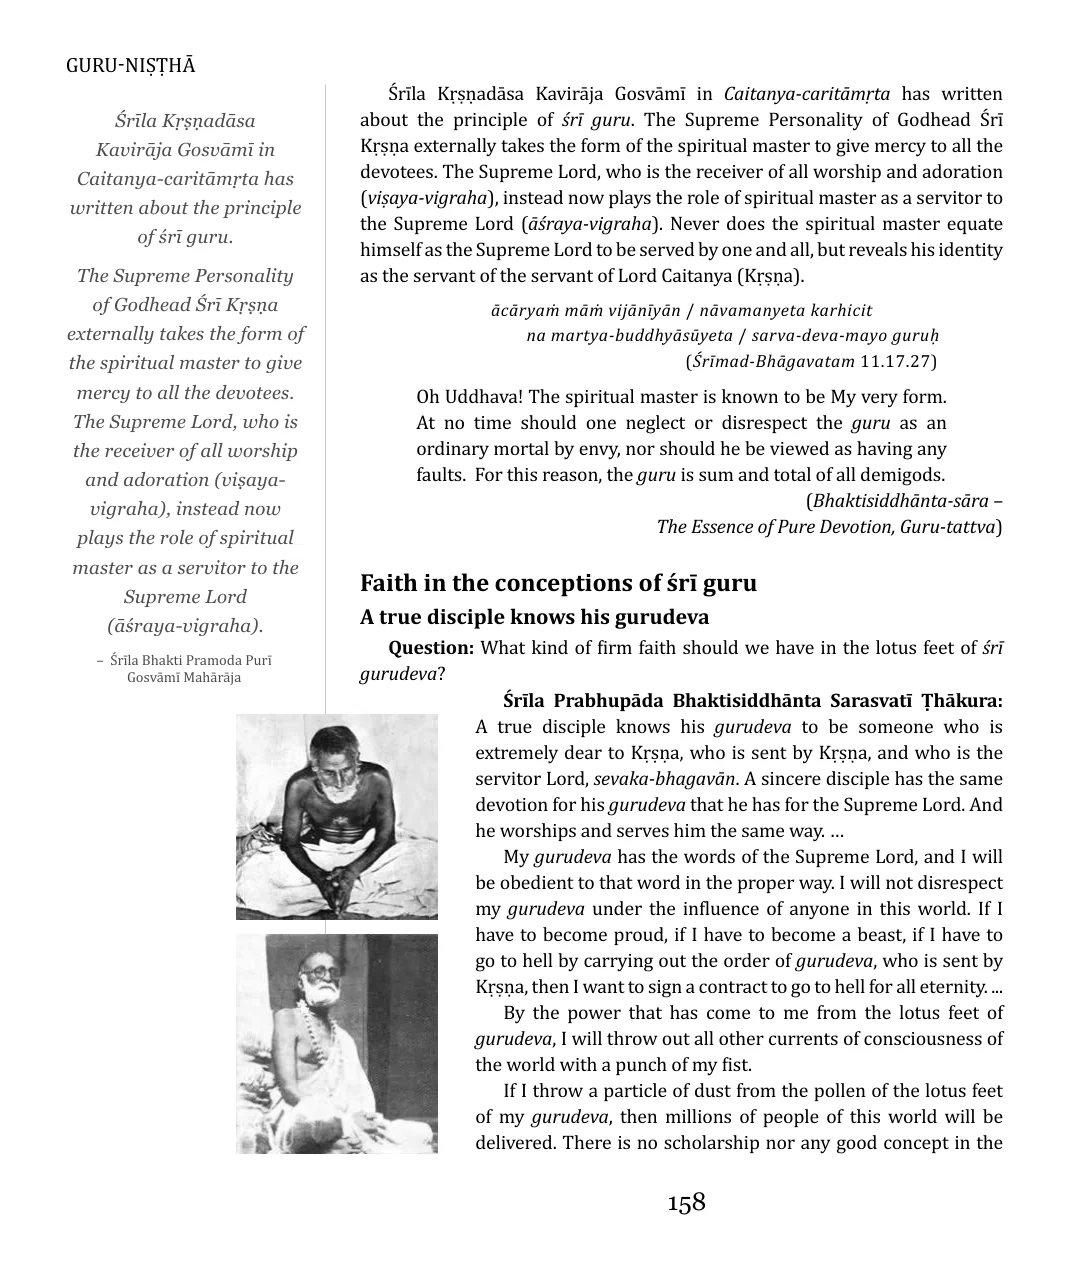 GURU-NIṢṬHĀ
Śrīla Kṛṣṇadāsa
Kavirāja Gosvāmī in
Caitanya-caritāmṛta has
written about the principle
of śrī guru.
The Supreme Personality
of Godhead Śrī Kṛṣṇa
externally takes the form of
the spiritual master to give
mercy to all the devotees.
The Supreme Lord, who is
the receiver of all worship
and adoration (viṣaya-
vigraha), instead now
plays the role of spiritual
master as a servitor to the
Supreme Lord
(āśraya-vigraha).
– Śrīla Bhakti Pramoda Purī
Gosvāmī Mahārāja
Śrīla Kṛṣṇadāsa Kavirāja Gosvāmī in Caitanya-caritāmṛta has written
about the principle of śrī guru. The Supreme Personality of Godhead Śrī
Kṛṣṇa externally takes the form of the spiritual master to give mercy to all the
devotees. The Supreme Lord, who is the receiver of all worship and adoration
(viṣaya-vigraha), instead now plays the role of spiritual master as a servitor to
the Supreme Lord (āśraya-vigraha). Never does the spiritual master equate
himself as the Supreme Lord to be served by one and all, but reveals his identity
as the servant of the servant of Lord Caitanya (Kṛṣṇa).
ācāryaṁ māṁ vijānīyān / nāvamanyeta karhicit
na martya-buddhyāsūyeta / sarva-deva-mayo guruḥ
(Śrīmad-Bhāgavatam 11.17.27)
Oh Uddhava! The spiritual master is known to be My very form.
At no time should one neglect or disrespect the guru as an
ordinary mortal by envy, nor should he be viewed as having any
faults. For this reason, the guru is sum and total of all demigods.
(Bhaktisiddhānta-sāra –
The Essence of Pure Devotion, Guru-tattva)
Faith in the conceptions of śrī guru
A true disciple knows his gurudeva
Question: What kind of firm faith should we have in the lotus feet of śrī
gurudeva?
Śrīla Prabhupāda Bhaktisiddhānta Sarasvatī Ṭhākura:
A true disciple knows his gurudeva to be someone who is
extremely dear to Kṛṣṇa, who is sent by Kṛṣṇa, and who is the
servitor Lord, sevaka-bhagavān. A sincere disciple has the same
devotion for his gurudeva that he has for the Supreme Lord. And
he worships and serves him the same way. …
My gurudeva has the words of the Supreme Lord, and I will
be obedient to that word in the proper way. I will not disrespect
my gurudeva under the influence of anyone in this world. If I
have to become proud, if I have to become a beast, if I have to
go to hell by carrying out the order of gurudeva, who is sent by
Kṛṣṇa, then I want to sign a contract to go to hell for all eternity. ...
By the power that has come to me from the lotus feet of
gurudeva, I will throw out all other currents of consciousness of
the world with a punch of my fist.
If I throw a particle of dust from the pollen of the lotus feet
of my gurudeva, then millions of people of this world will be
delivered. There is no scholarship nor any good concept in the
158